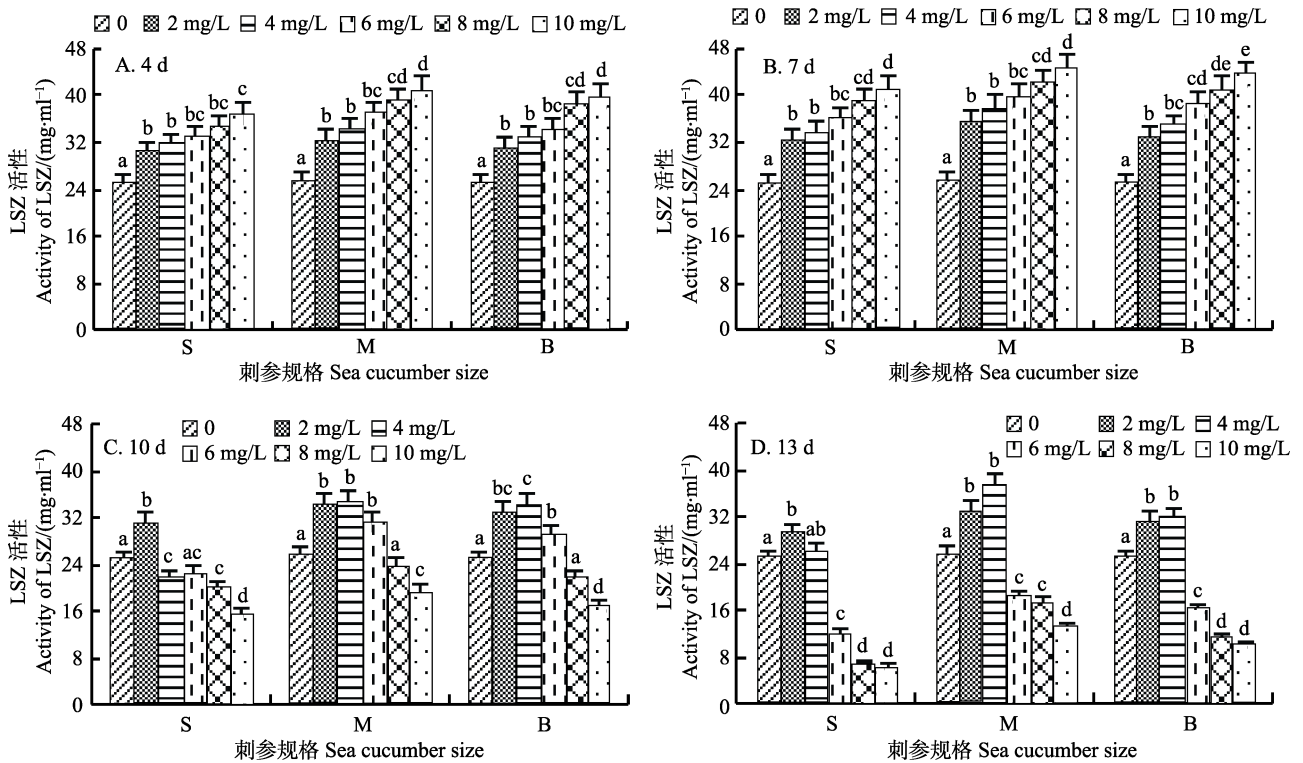 0 2 mg/L 4 mg/L 6 mg/L 8 mg/L 10 mg/L
A. 4 d
LSZ 活性
Activity of LSZ/(mg·ml⁻¹)
48
40
32
24
16
8
0
a b b bc bc c
a b b bc cd d
a b b bc cd d
S M B
刺参规格 Sea cucumber size
0 2 mg/L 4 mg/L 6 mg/L 8 mg/L 10 mg/L
B. 7 d
LSZ 活性
Activity of LSZ/(mg·ml⁻¹)
48
40
32
24
16
8
0
a b b bc cd d
a b b bc cd d
a b bc cd de e
S M B
刺参规格 Sea cucumber size
0 2 mg/L 4 mg/L
6 mg/L 8 mg/L 10 mg/L
C. 10 d
LSZ 活性
Activity of LSZ/(mg·ml⁻¹)
48
40
32
24
16
8
0
a b c ac c d
a b b b a c
a bc c b a d
S M B
刺参规格 Sea cucumber size
0 2 mg/L 4 mg/L
6 mg/L 8 mg/L 10 mg/L
D. 13 d
LSZ 活性
Activity of LSZ/(mg·ml⁻¹)
48
40
32
24
16
8
0
a b ab c d d
a b b c c d
a b b c d d
S M B
刺参规格 Sea cucumber size